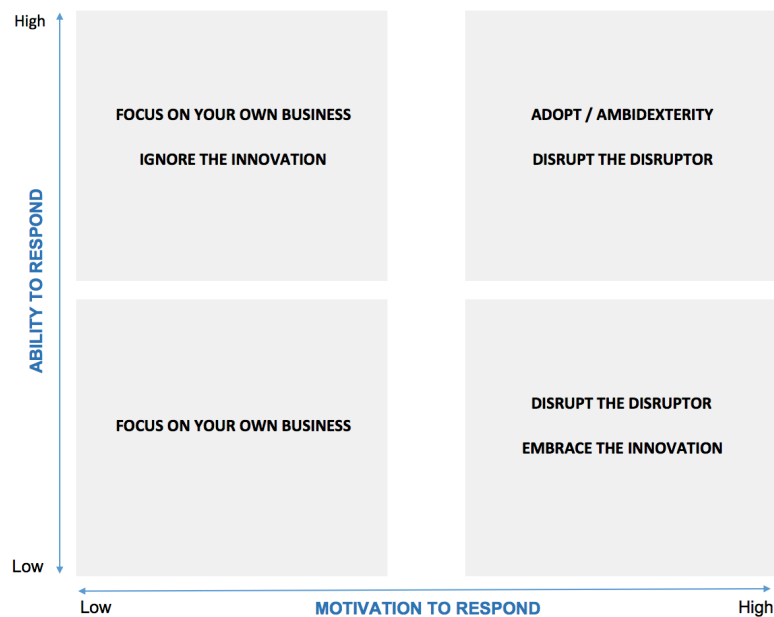 High
FOCUS ON YOUR OWN BUSINESS
IGNORE THE INNOVATION
ADOPT / AMBIDEXTERITY
DISRUPT THE DISRUPTOR
ABILITY TO RESPOND
FOCUS ON YOUR OWN BUSINESS
DISRUPT THE DISRUPTOR
EMBRACE THE INNOVATION
Low
Low
MOTIVATION TO RESPOND
High